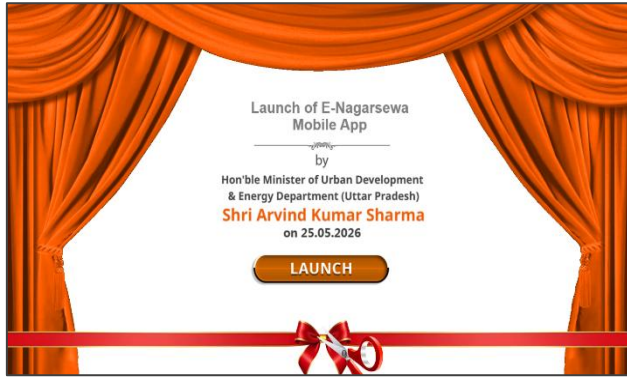 Launch of E-Nagarsewa
Mobile App
by
Hon'ble Minister of Urban Development
& Energy Department (Uttar Pradesh)
Shri Arvind Kumar Sharma
on 25.05.2026
LAUNCH